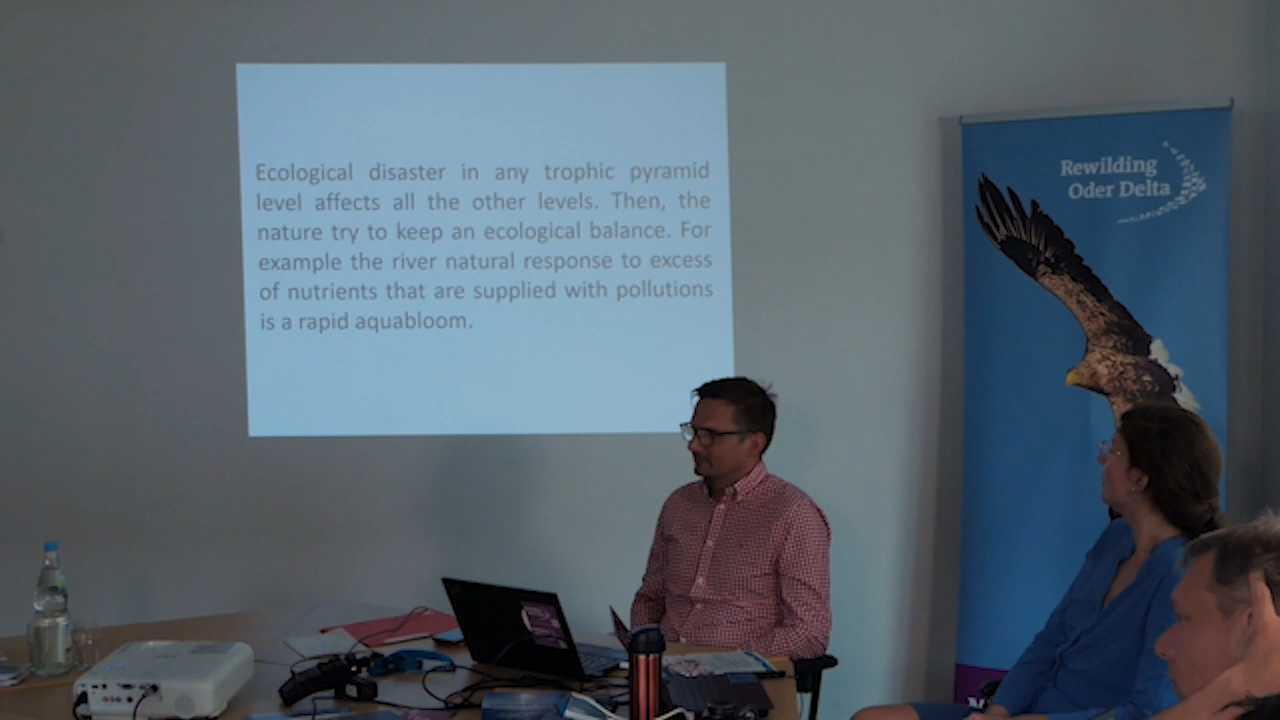 Ecological disaster in any trophic pyramid
level affects all the other levels. Then, the
nature try to keep an ecological balance. For
example the river natural response to excess
of nutrients that are supplied with pollutions
is a rapid aquabloom.
Rewilding
Oder Delta